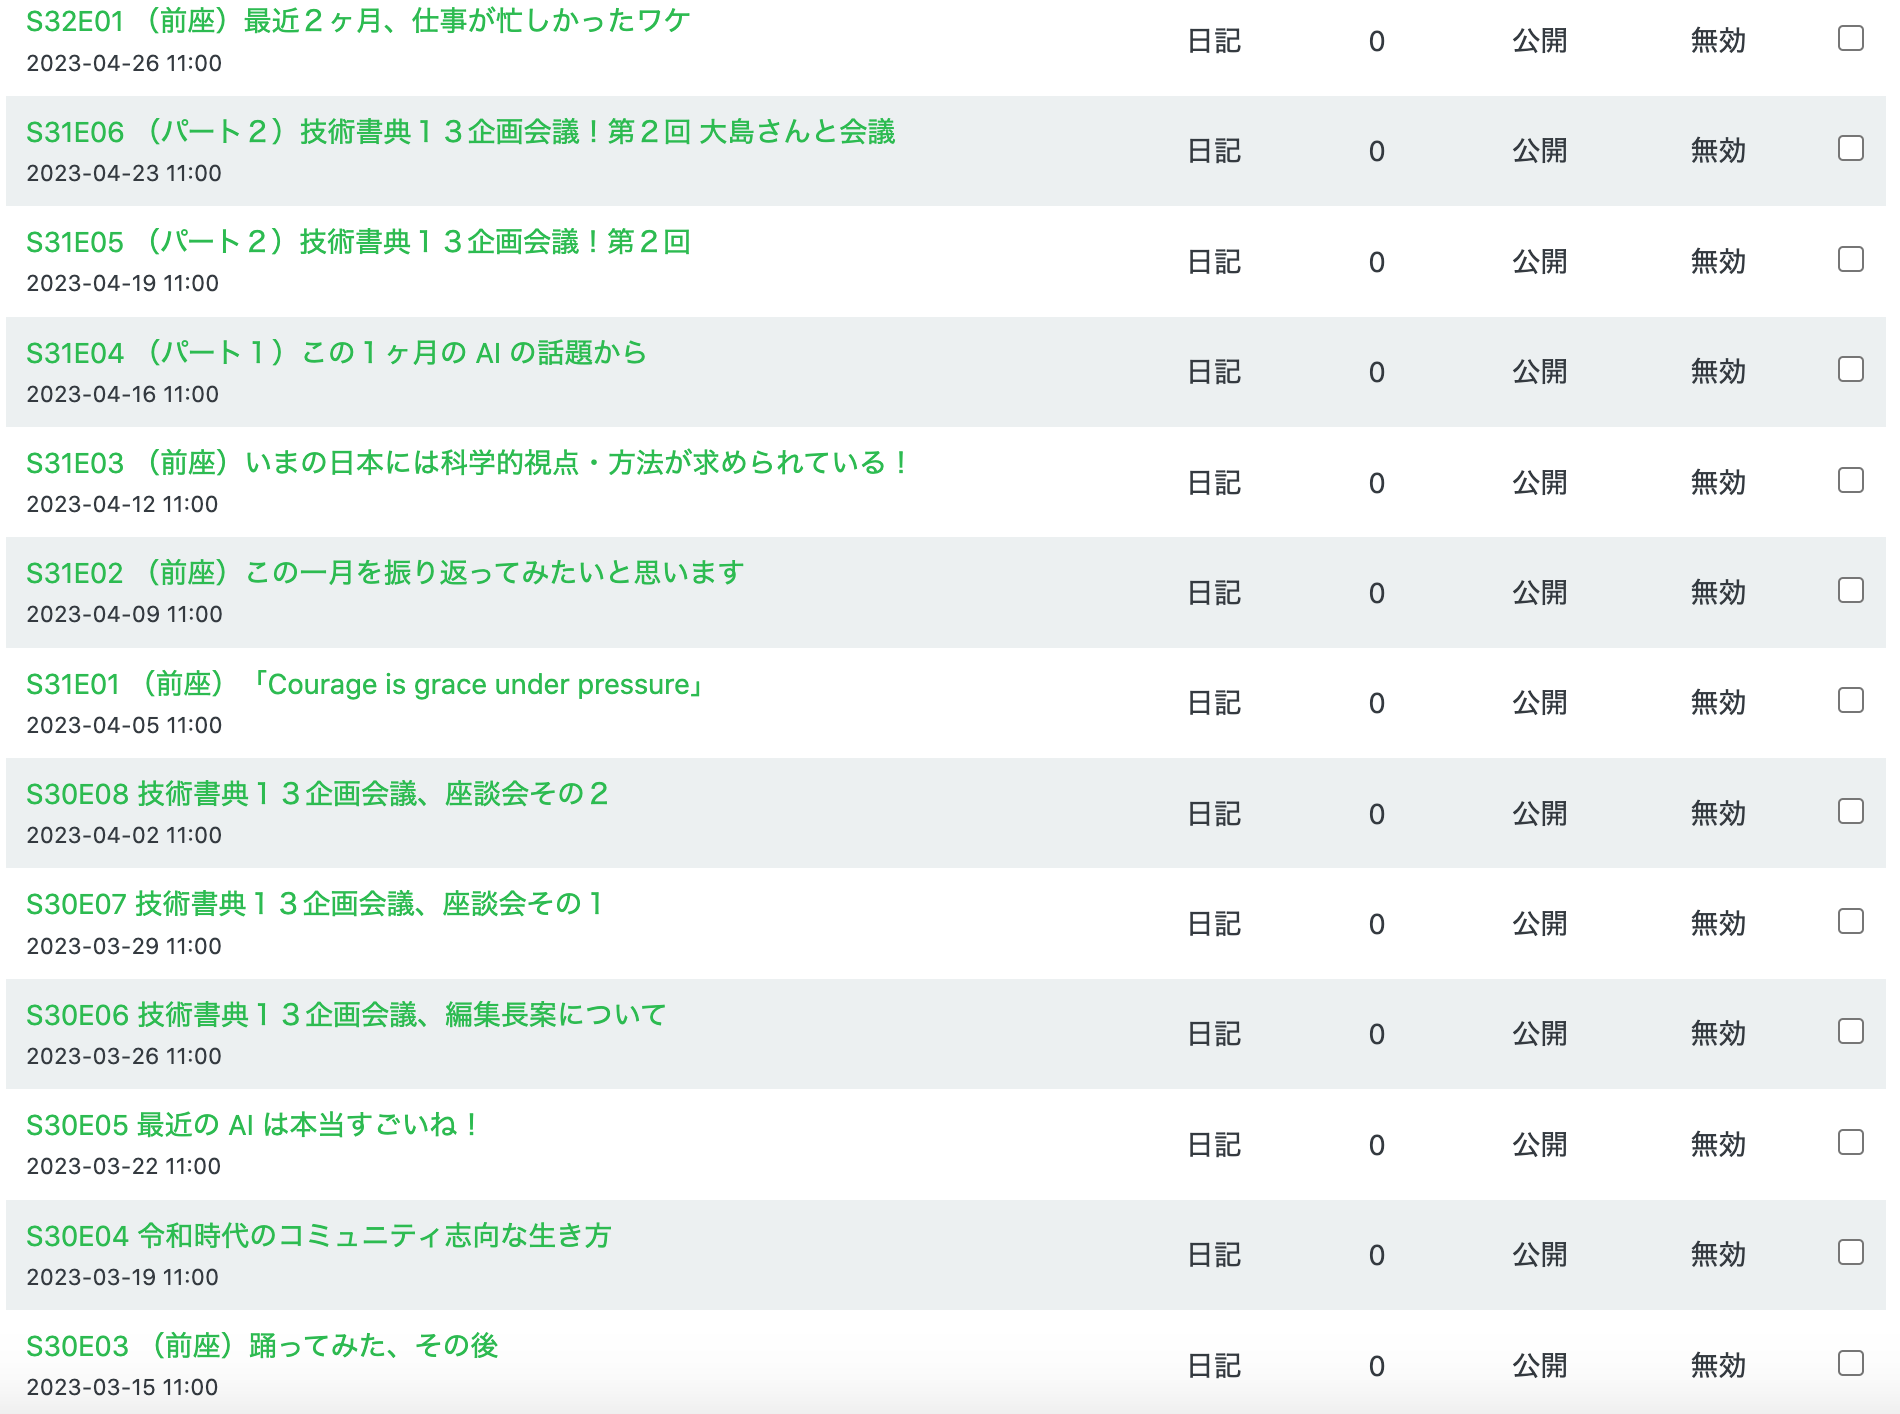 S32E01 （前座）最近２ヶ月、仕事が忙しかったワケ
2023-04-26 11:00
日記 0 公開 無効
S31E06 （パート２）技術書典１３企画会議！第２回 大島さんと会議
2023-04-23 11:00
日記 0 公開 無効
S31E05 （パート２）技術書典１３企画会議！第２回
2023-04-19 11:00
日記 0 公開 無効
S31E04 （パート１）この１ヶ月の AI の話題から
2023-04-16 11:00
日記 0 公開 無効
S31E03 （前座）いまの日本には科学的視点・方法が求められている！
2023-04-12 11:00
日記 0 公開 無効
S31E02 （前座）この一月を振り返ってみたいと思います
2023-04-09 11:00
日記 0 公開 無効
S31E01 （前座）「Courage is grace under pressure」
2023-04-05 11:00
日記 0 公開 無効
S30E08 技術書典１３企画会議、座談会その２
2023-04-02 11:00
日記 0 公開 無効
S30E07 技術書典１３企画会議、座談会その１
2023-03-29 11:00
日記 0 公開 無効
S30E06 技術書典１３企画会議、編集長案について
2023-03-26 11:00
日記 0 公開 無効
S30E05 最近の AI は本当すごいね！
2023-03-22 11:00
日記 0 公開 無効
S30E04 令和時代のコミュニティ志向な生き方
2023-03-19 11:00
日記 0 公開 無効
S30E03 （前座）踊ってみた、その後
2023-03-15 11:00
日記 0 公開 無効